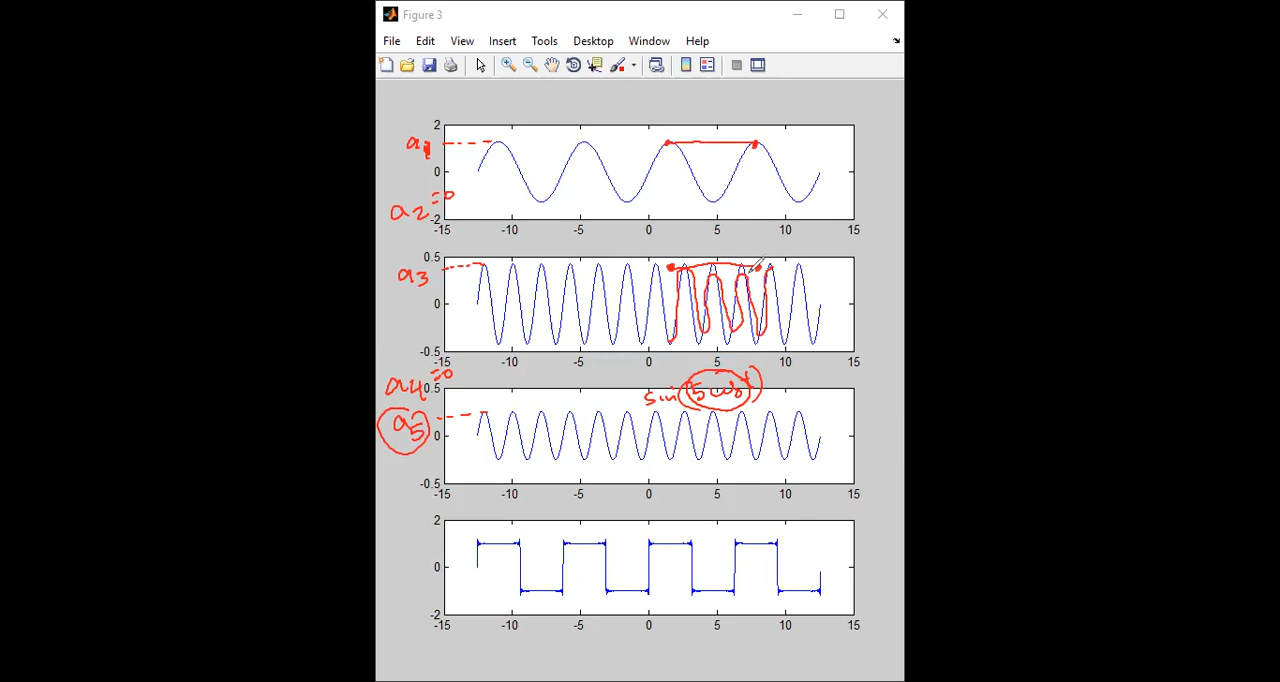 Figure 3
File Edit View Insert Tools Desktop Window Help
2
a1
0
a2=0
-2
-15 -10 -5 0 5 10 15
0.5
a3
0
-0.5
-15 -10 -5 0 5 10 15
a4=0
0.5
sin(5ω0t)
a5
0
-0.5
-15 -10 -5 0 5 10 15
2
0
-2
-15 -10 -5 0 5 10 15